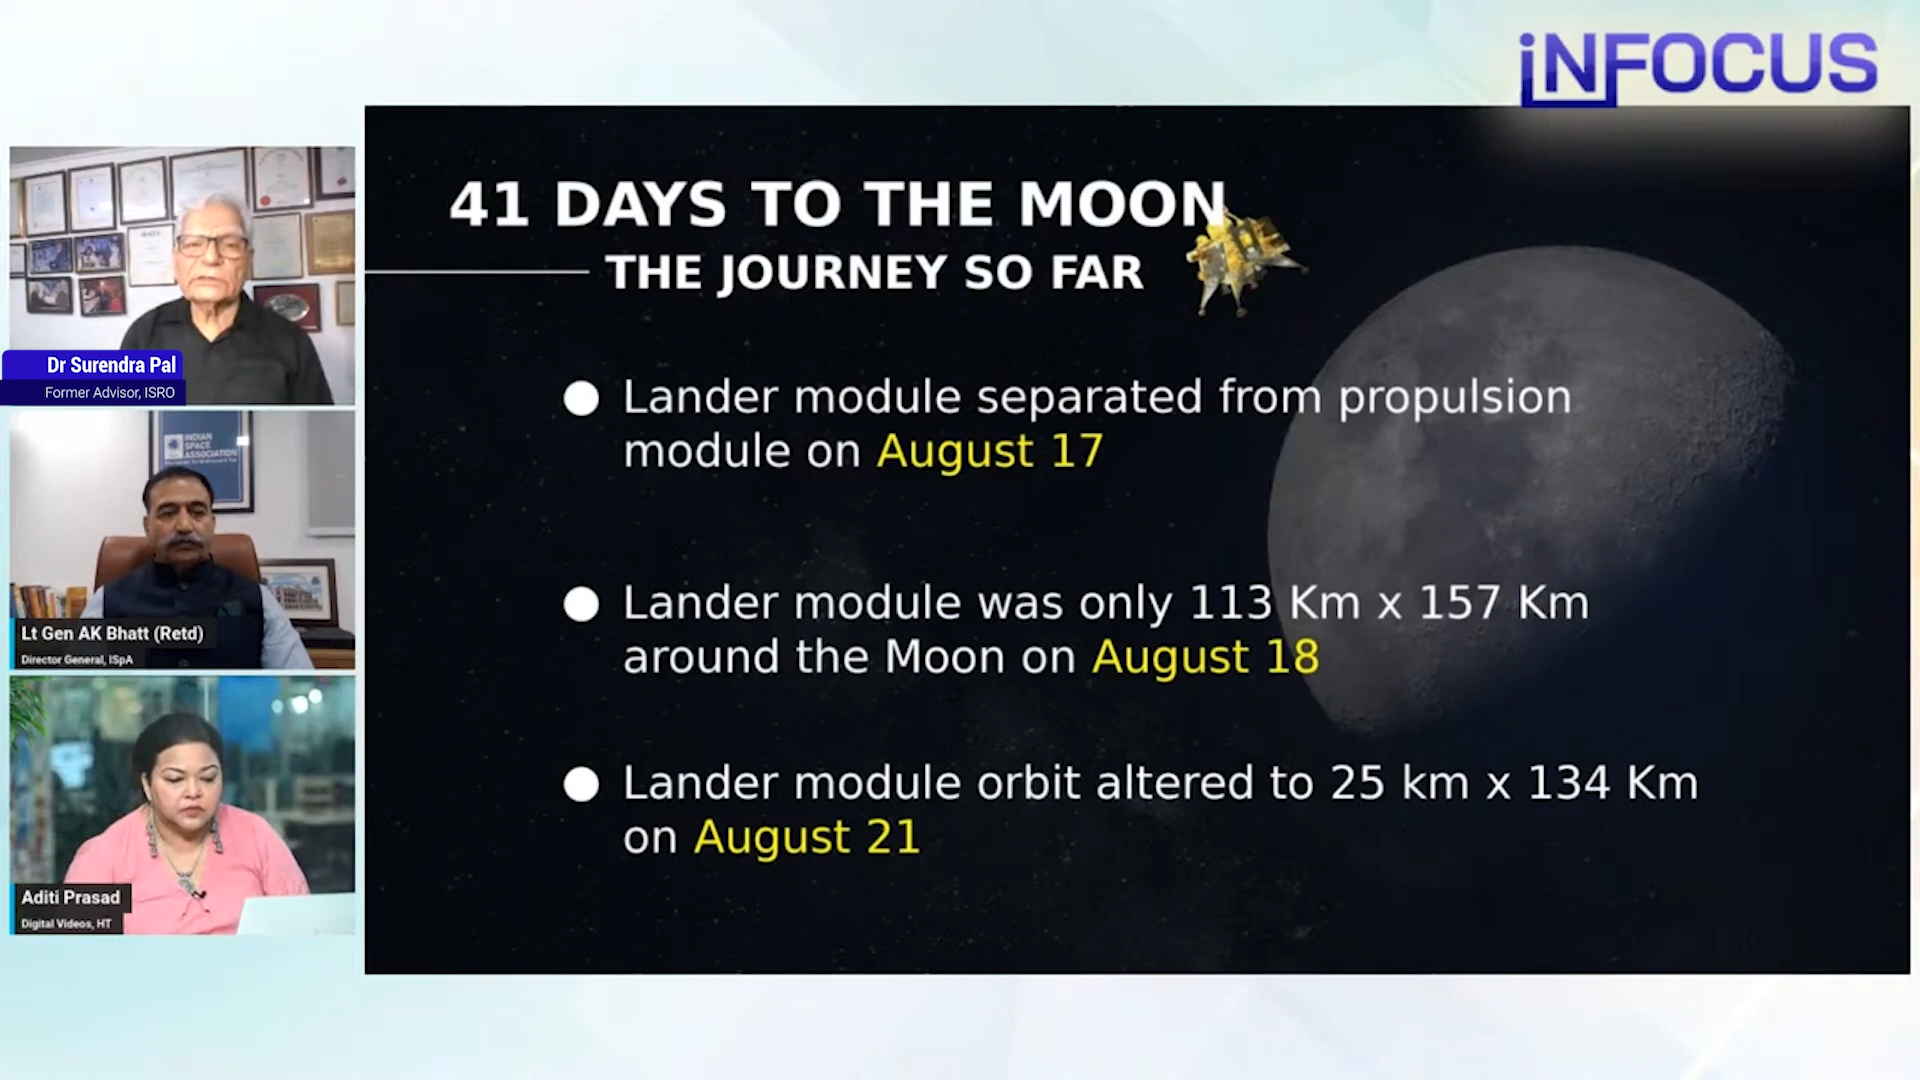 iNFOCUS
41 DAYS TO THE MOON
THE JOURNEY SO FAR
Lander module separated from propulsion
module on August 17
Lander module was only 113 Km x 157 Km
around the Moon on August 18
Lander module orbit altered to 25 km x 134 Km
on August 21
Dr Surendra Pal
Former Advisor, ISRO
INDIAN
SPACE
ASSOCIATION
Lt Gen AK Bhatt (Retd)
Director General, ISpA
Aditi Prasad
Digital Videos, HT